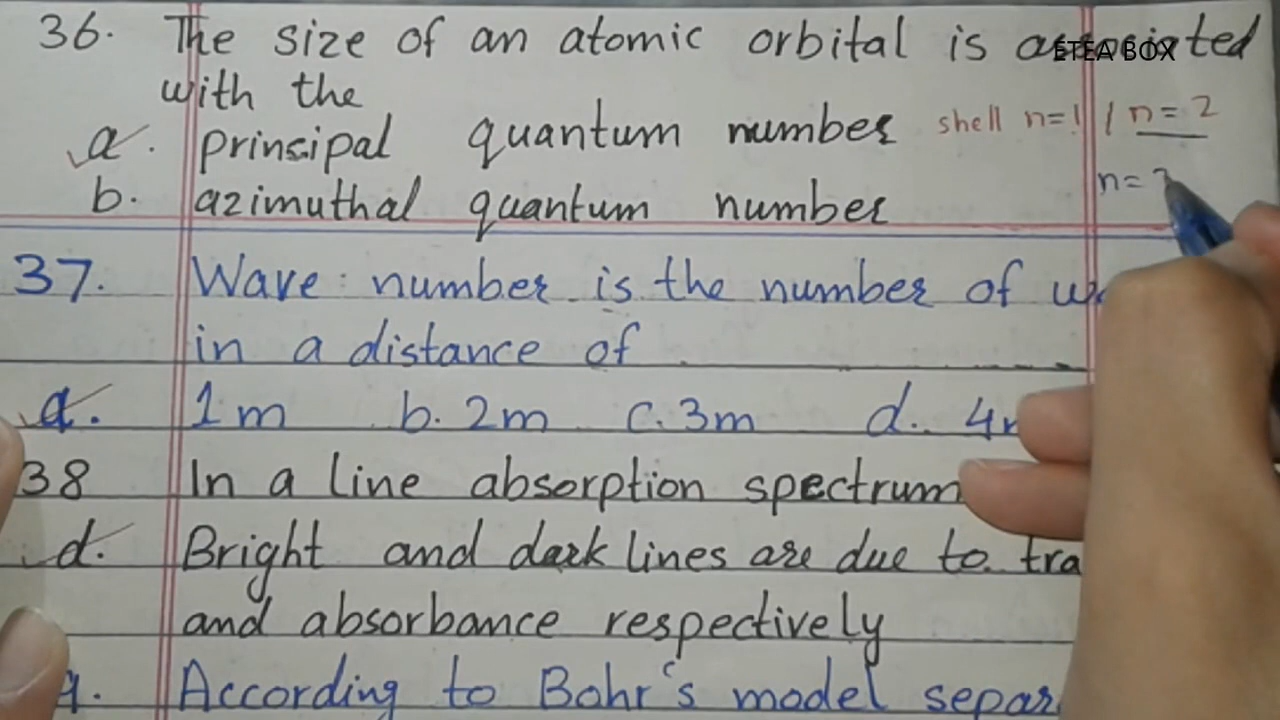 36. The size of an atomic orbital is associated
ETEA BOX
with the
a. principal quantum number shell n=1 / n=2
b. azimuthal quantum number n=
37. Wave number is the number of
in a distance of
a. 1m b. 2m c. 3m d. 4
38 In a line absorption spectrum
d. Bright and dark lines are due to tra
and absorbance respectively
According to Bohr's model separ